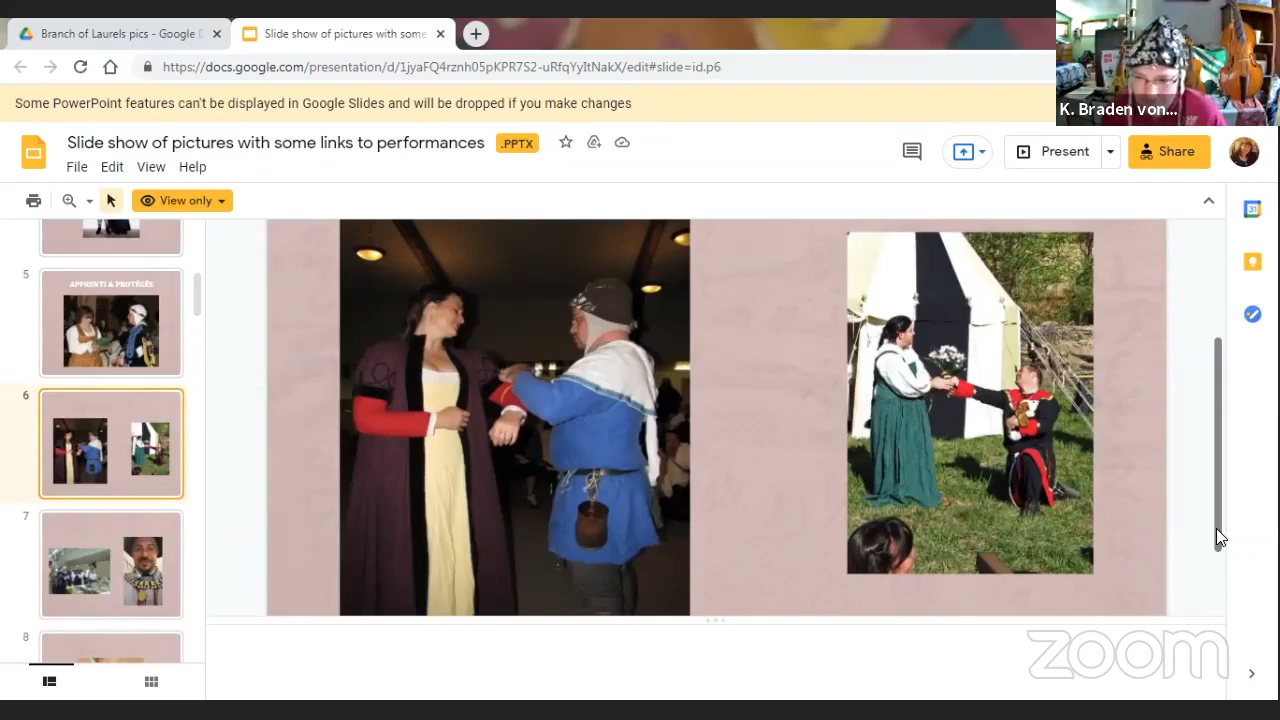 Branch of Laurels pics - Google D
Slide show of pictures with some
https://docs.google.com/presentation/d/1jyaFQ4rznh05pKPR7S2-uRfqYyItNakX/edit#slide=id.p6
K. Braden von...
Some PowerPoint features can't be displayed in Google Slides and will be dropped if you make changes
Slide show of pictures with some links to performances .PPTX
Present
Share
File Edit View Help
View only
31
5
APPRENTI & PROTÉGÉS
6
7
8
zoom